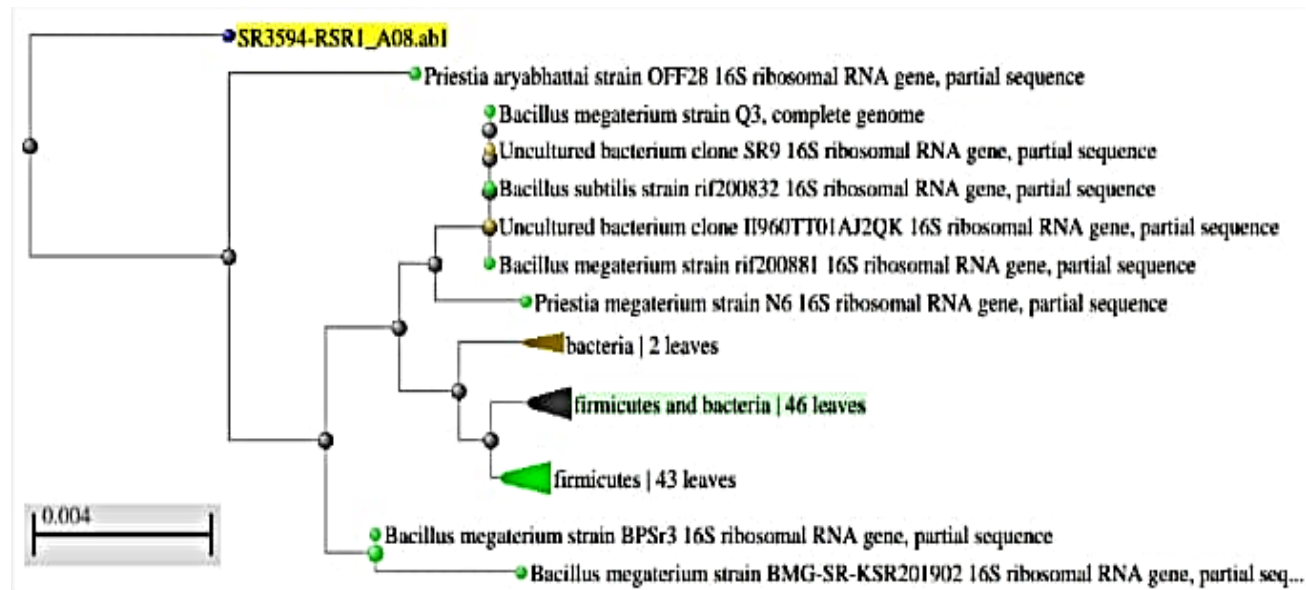 SR3594-RSR1_A08.ab1
Priestia aryabhattai strain OFF28 16S ribosomal RNA gene, partial sequence
Bacillus megaterium strain Q3, complete genome
Uncultured bacterium clone SR9 16S ribosomal RNA gene, partial sequence
Bacillus subtilis strain rif200832 16S ribosomal RNA gene, partial sequence
Uncultured bacterium clone II960TT01AJ2QK 16S ribosomal RNA gene, partial sequence
Bacillus megaterium strain rif200881 16S ribosomal RNA gene, partial sequence
Priestia megaterium strain N6 16S ribosomal RNA gene, partial sequence
bacteria | 2 leaves
firmicutes and bacteria | 46 leaves
firmicutes | 43 leaves
0.004
Bacillus megaterium strain BPSr3 16S ribosomal RNA gene, partial sequence
Bacillus megaterium strain BMG-SR-KSR201902 16S ribosomal RNA gene, partial seq...